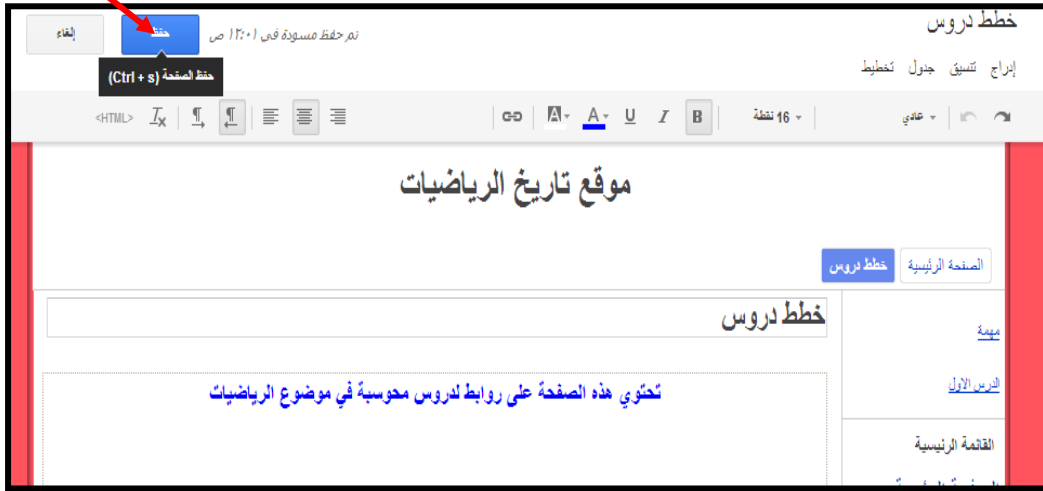 خطط دروس
تم حفظ مسودة في ١٢:٠١ ص
حفظ
إلغاء
حفظ الصفحة (Ctrl + s)
إدراج تنسيق جدول تخطيط
عادي
16 نقطة
B I U A A
<HTML>
موقع تاريخ الرياضيات
الصفحة الرئيسية
خطط دروس
خطط دروس
مهمة
الدرس الاول
تحتوي هذه الصفحة على روابط لدروس محوسبة في موضوع الرياضيات
القائمة الرئيسية